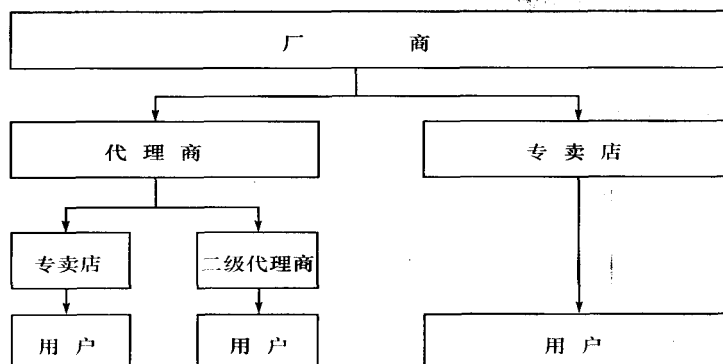 厂商
代理商 专卖店
专卖店 二级代理商
用户 用户 用户